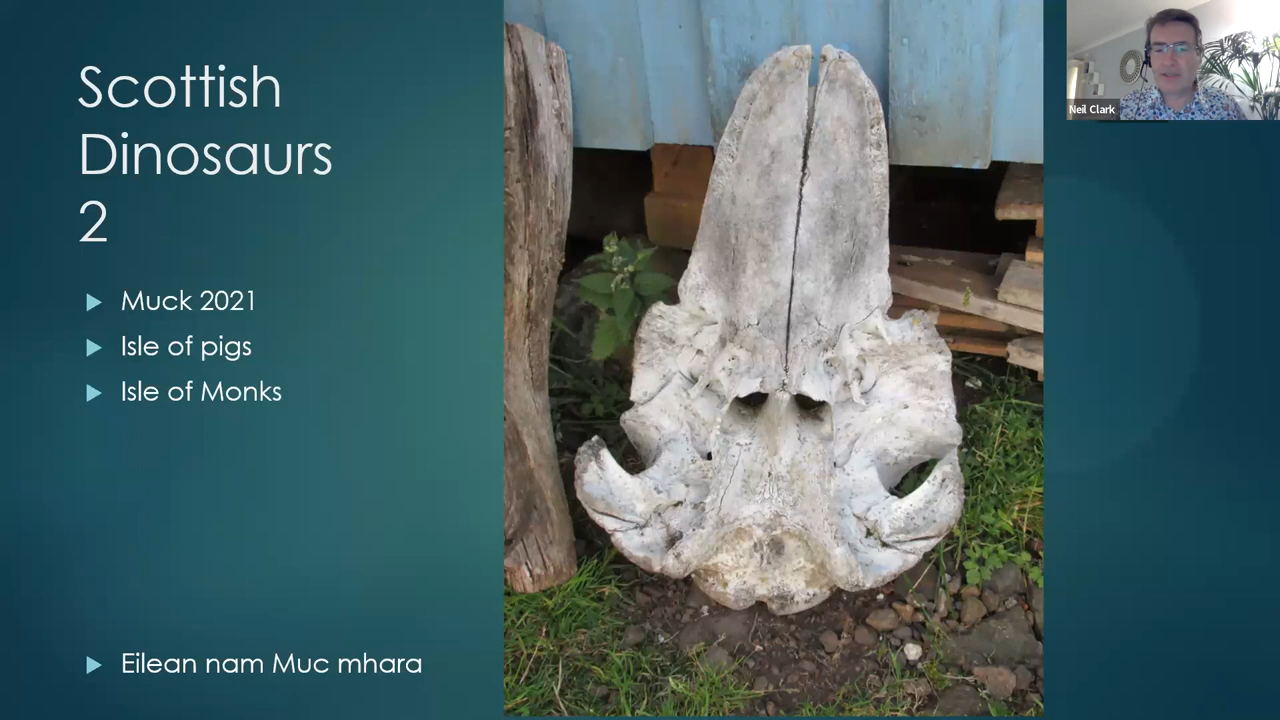 Scottish
Dinosaurs
2
Muck 2021
Isle of pigs
Isle of Monks
Eilean nam Muc mhara
Neil Clark